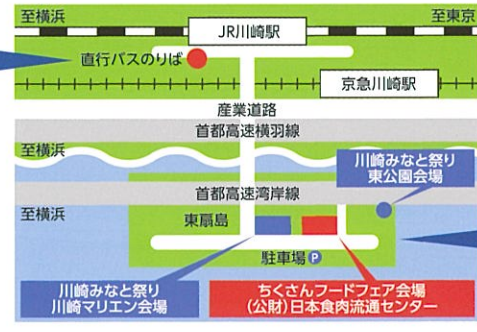 至横浜
至東京
JR川崎駅
直行バスのりば
京急川崎駅
産業道路
首都高速横羽線
至横浜
川崎みなと祭り
東公園会場
首都高速湾岸線
至横浜
東扇島
駐車場 P
川崎みなと祭り
川崎マリエン会場
ちくさんフードフェア会場
(公財)日本食肉流通センター